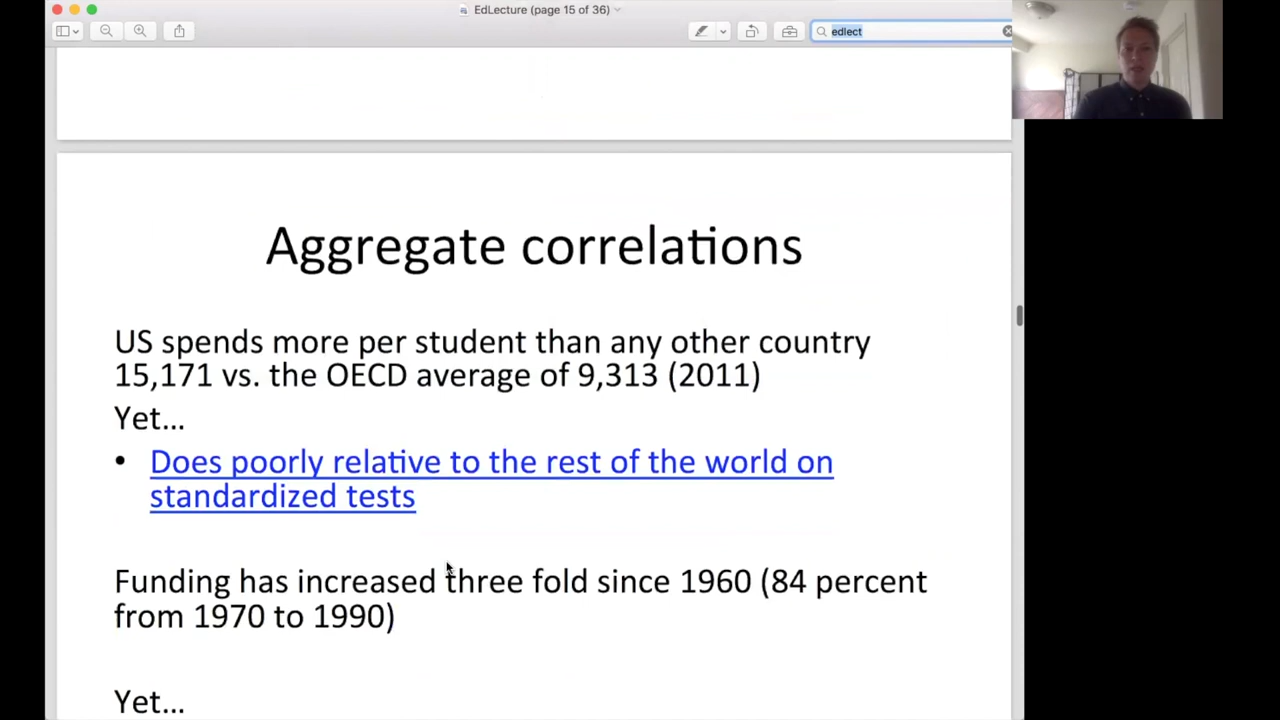 EdLecture (page 15 of 36)
edlect
Aggregate correlations
US spends more per student than any other country
15,171 vs. the OECD average of 9,313 (2011)
Yet…
• Does poorly relative to the rest of the world on
standardized tests
Funding has increased three fold since 1960 (84 percent
from 1970 to 1990)
Yet…